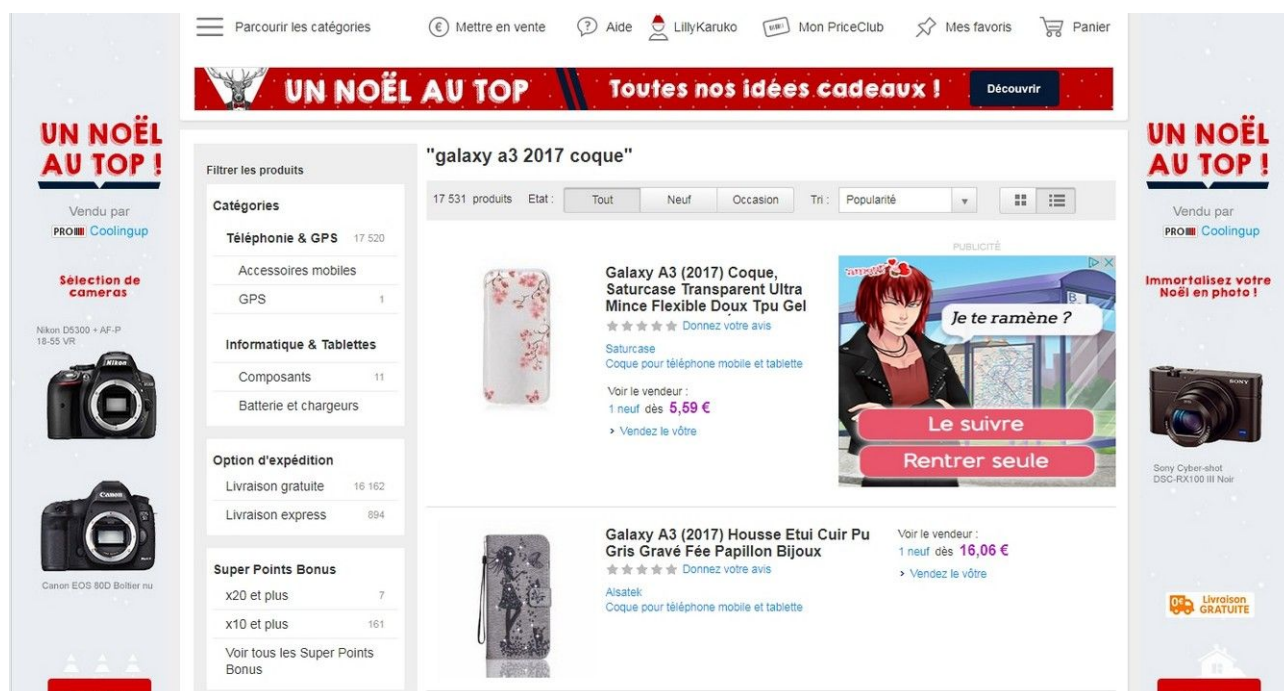 Parcourir les catégories
Mettre en vente
Aide
LillyKaruko
Mon PriceClub
Mes favoris
Panier
UN NOËL AU TOP
Toutes nos idées cadeaux !
Découvrir
UN NOËL
AU TOP !
Vendu par
PRO Coolingup
Sélection de
cameras
Nikon D5300 + AF-P
18-55 VR
Nikon
Canon
Canon EOS 80D Boîtier nu
Filtrer les produits
Catégories
Téléphonie & GPS 17 520
Accessoires mobiles
GPS 1
Informatique & Tablettes
Composants 11
Batterie et chargeurs
Option d'expédition
Livraison gratuite 16 162
Livraison express 894
Super Points Bonus
x20 et plus 7
x10 et plus 161
Voir tous les Super Points
Bonus
"galaxy a3 2017 coque"
17 531 produits Etat : Tout Neuf Occasion Tri : Popularité
Galaxy A3 (2017) Coque,
Saturcase Transparent Ultra
Mince Flexible Doux Tpu Gel
Donnez votre avis
Saturcase
Coque pour téléphone mobile et tablette
Voir le vendeur :
1 neuf dès 5,59 €
Vendez le vôtre
PUBLICITÉ
amour
B
Je te ramène ?
Le suivre
Rentrer seule
Galaxy A3 (2017) Housse Etui Cuir Pu
Gris Gravé Fée Papillon Bijoux
Donnez votre avis
Alsatek
Coque pour téléphone mobile et tablette
Voir le vendeur :
1 neuf dès 16,06 €
Vendez le vôtre
UN NOËL
AU TOP !
Vendu par
PRO Coolingup
Immortalisez votre
Noël en photo !
SONY
Sony Cyber-shot
DSC-RX100 III Noir
0€ Livraison
GRATUITE